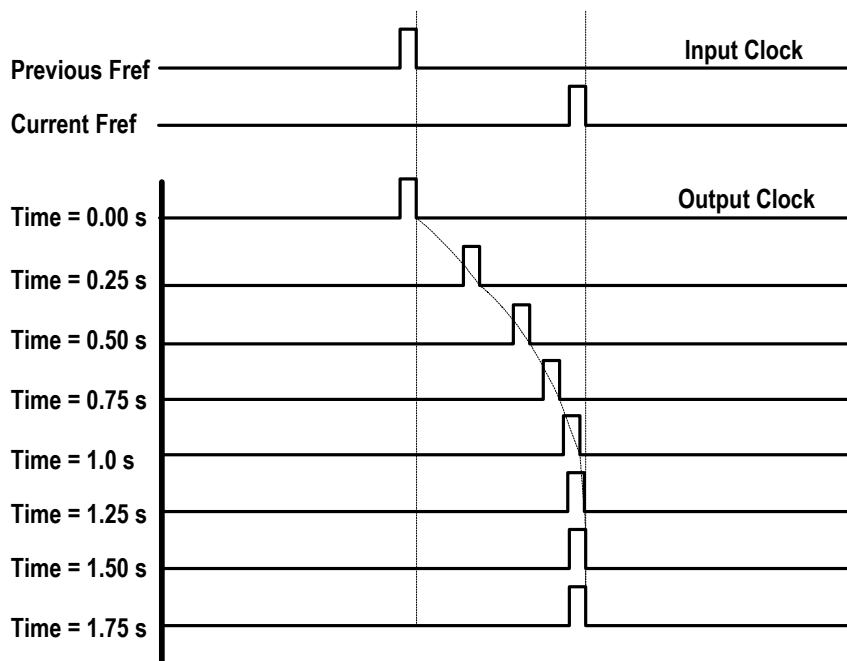 Input Clock
Previous Fref
Current Fref
Output Clock
Time = 0.00 s
Time = 0.25 s
Time = 0.50 s
Time = 0.75 s
Time = 1.0 s
Time = 1.25 s
Time = 1.50 s
Time = 1.75 s